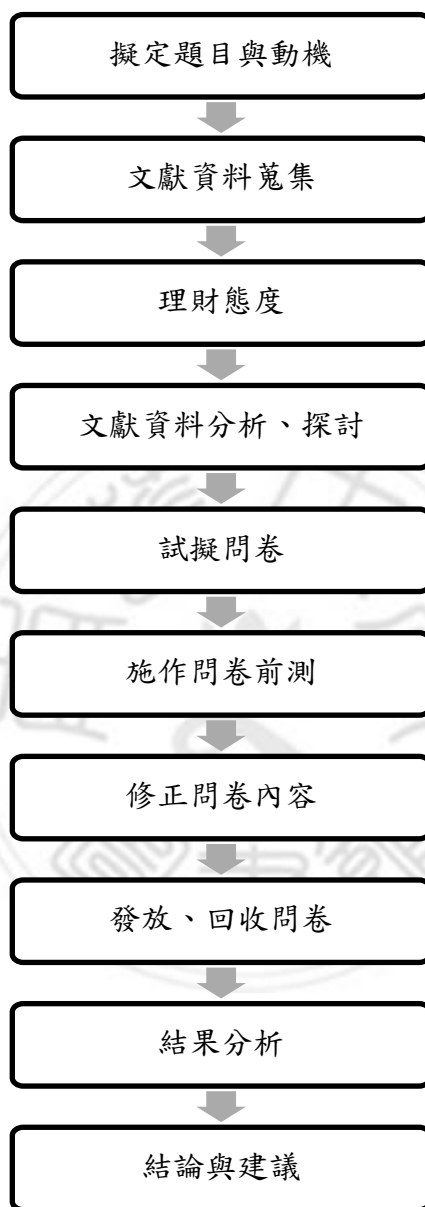 擬定題目與動機
文獻資料蒐集
理財態度
文獻資料分析、探討
試擬問卷
施作問卷前測
修正問卷內容
發放、回收問卷
結果分析
結論與建議